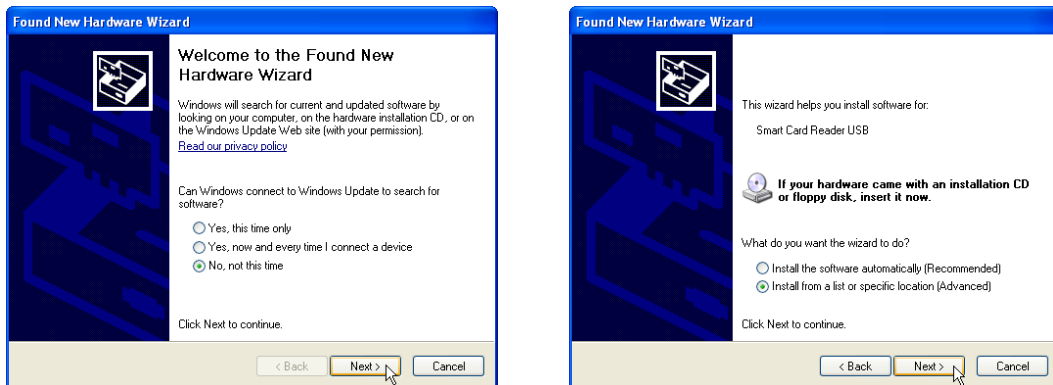 Found New Hardware Wizard
Welcome to the Found New
Hardware Wizard
Windows will search for current and updated software by
looking on your computer, on the hardware installation CD, or on
the Windows Update Web site (with your permission).
Read our privacy policy
Can Windows connect to Windows Update to search for
software?
Yes, this time only
Yes, now and every time I connect a device
No, not this time
Click Next to continue.
< Back
Next >
Cancel
Found New Hardware Wizard
This wizard helps you install software for:
Smart Card Reader USB
If your hardware came with an installation CD
or floppy disk, insert it now.
What do you want the wizard to do?
Install the software automatically (Recommended)
Install from a list or specific location (Advanced)
Click Next to continue.
< Back
Next >
Cancel